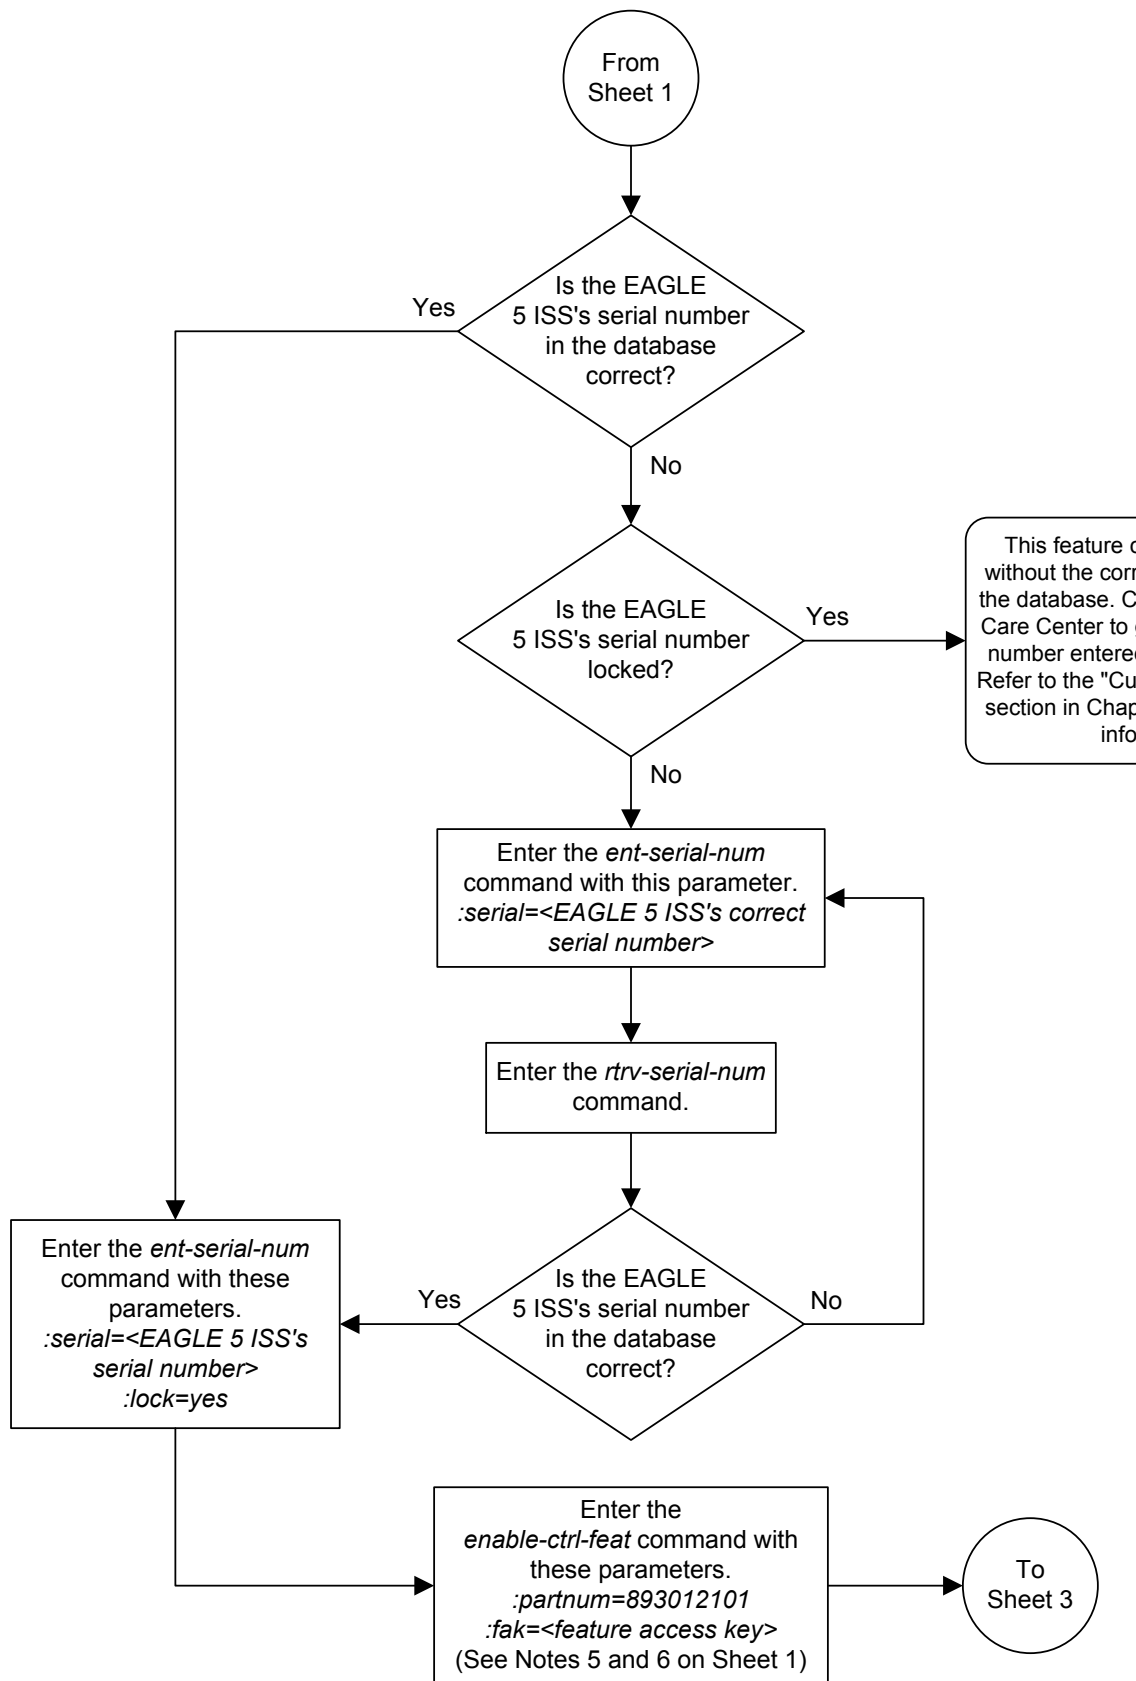 From
Sheet 1
Is the EAGLE
5 ISS's serial number
in the database
correct?
Yes
No
Is the EAGLE
5 ISS's serial number
locked?
Yes
No
This feature
without the
the database.
Care Center to
number
Refer to the
section in

Enter the ent-serial-num
command with this parameter.
:serial=<EAGLE 5 ISS's correct
serial number>
Enter the rtrv-serial-num
command.
Is the EAGLE
5 ISS's serial number
in the database
correct?
Yes
No
Enter the ent-serial-num
command with these
parameters.
:serial=<EAGLE 5 ISS's
serial number>
:lock=yes
Enter the
enable-ctrl-feat command with
these parameters.
:partnum=893012101
:fak=<feature access key>
(See Notes 5 and 6 on Sheet 1)
To
Sheet 3